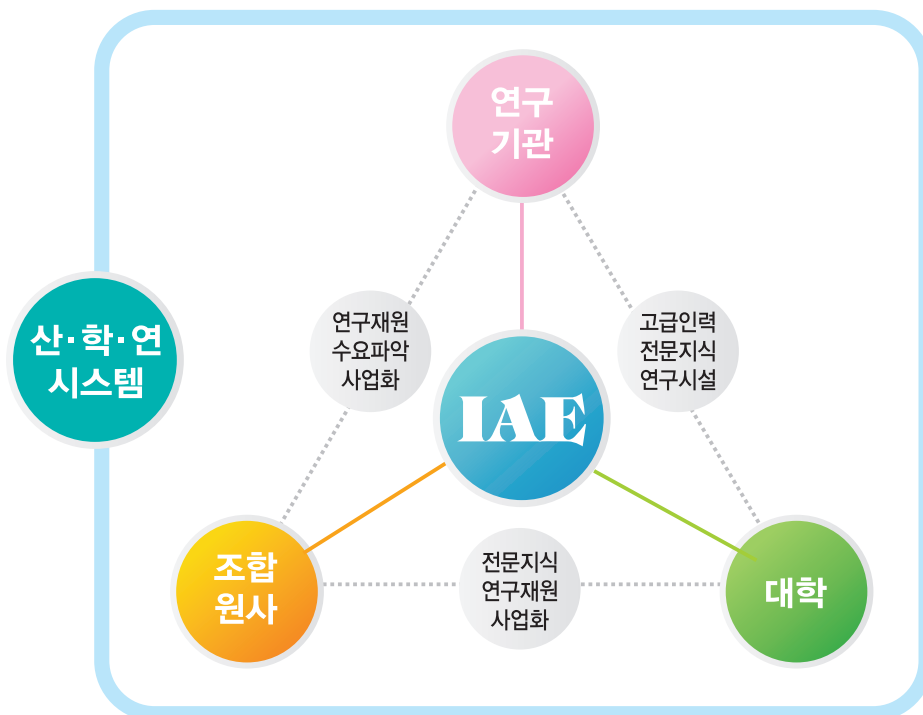 연구
기관
산·학·연
시스템
연구재원
수요파악
사업화
고급인력
전문지식
연구시설
IAE
조합
원사
전문지식
연구재원
사업화
대학